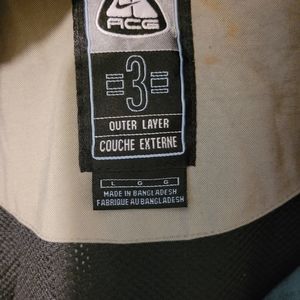 ACG
3
OUTER LAYER
COUCHE EXTERNE
L G G
MADE IN BANGLADESH
FABRIQUE AU BANGLADESH